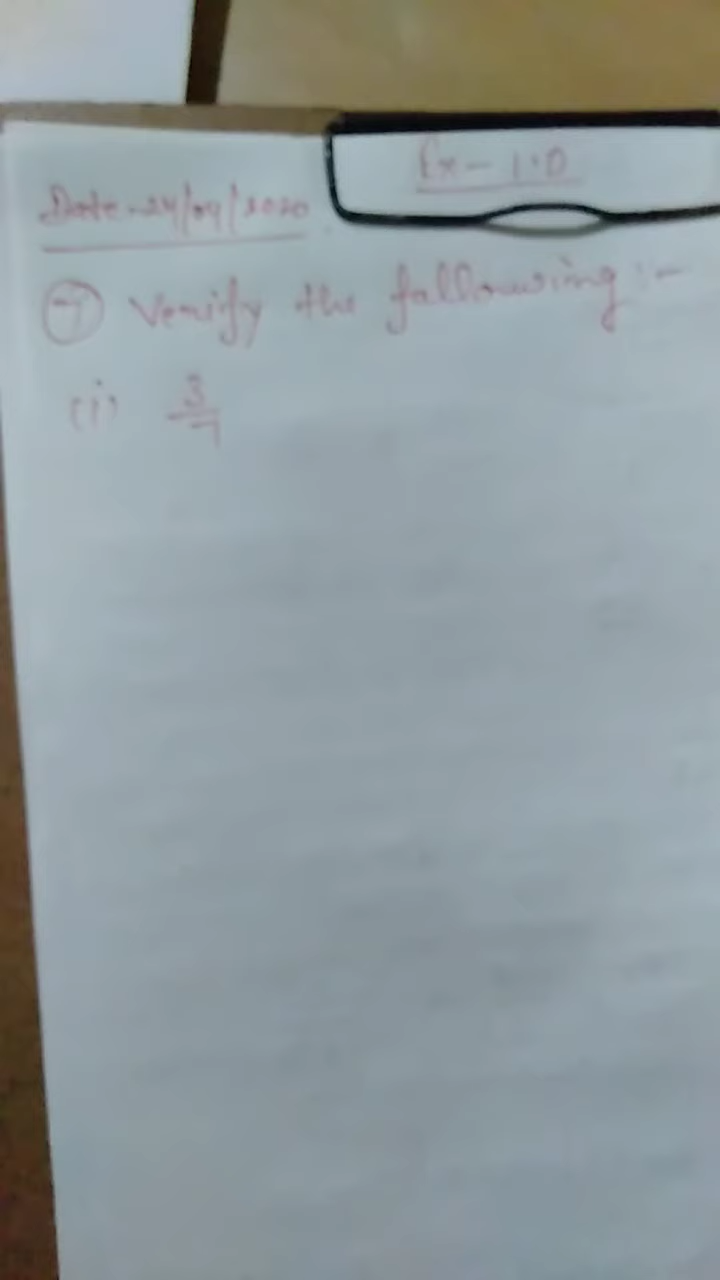 Ex - 1.D
Date - 24/04/2020
⑦ Verify the following :-
(i) 3/7